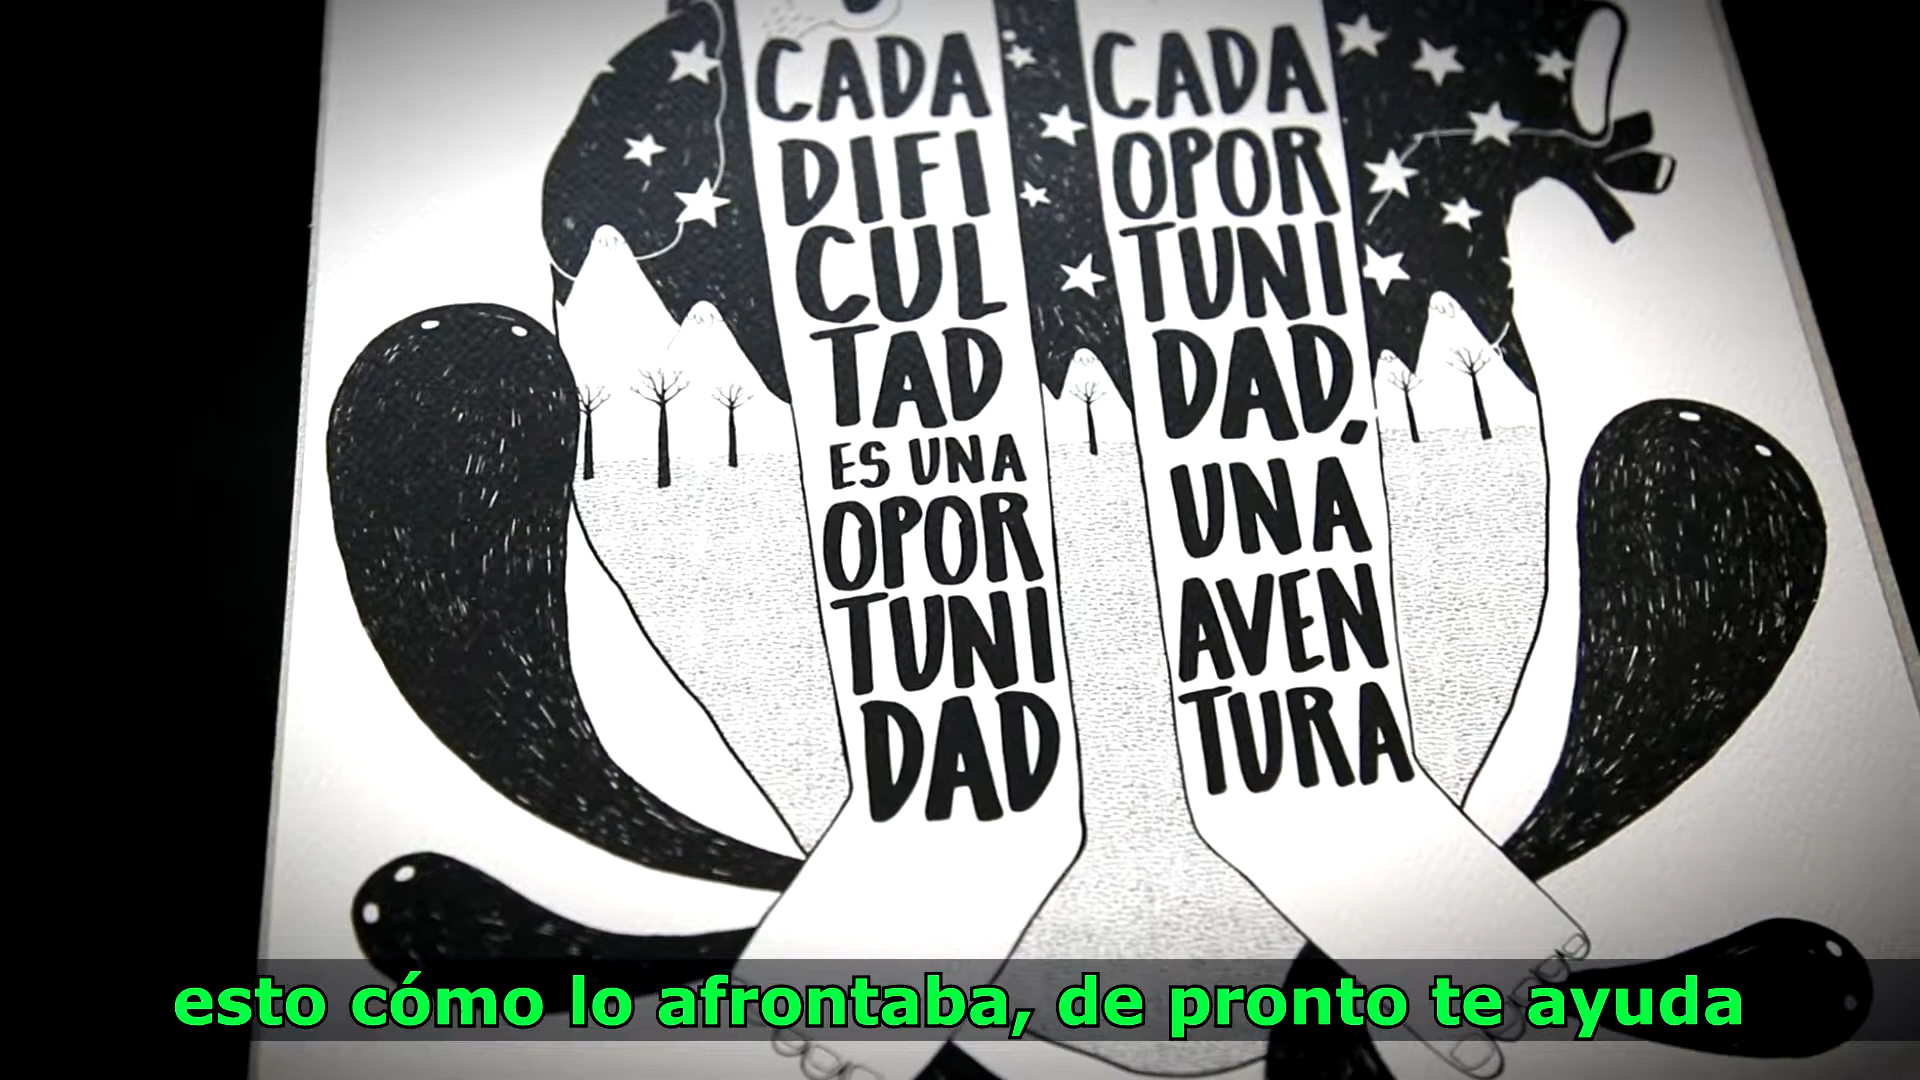 CADA
DIFI
CUL
TAD
ES UNA
OPOR
TUNI
DAD
CADA
OPOR
TUNI
DAD,
UNA
AVEN
TURA
esto cómo lo afrontaba, de pronto te ayuda